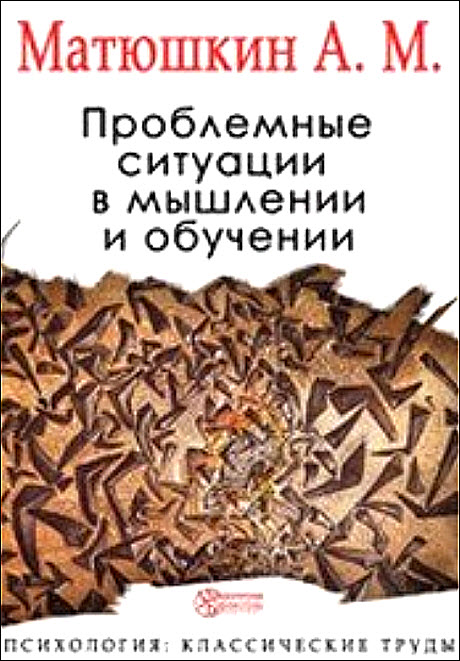 Матюшкин А. М.
Проблемные
ситуации
в мышлении
и обучении
ПСИХОЛОГИЯ: КЛАССИЧЕСКИЕ ТРУДЫ